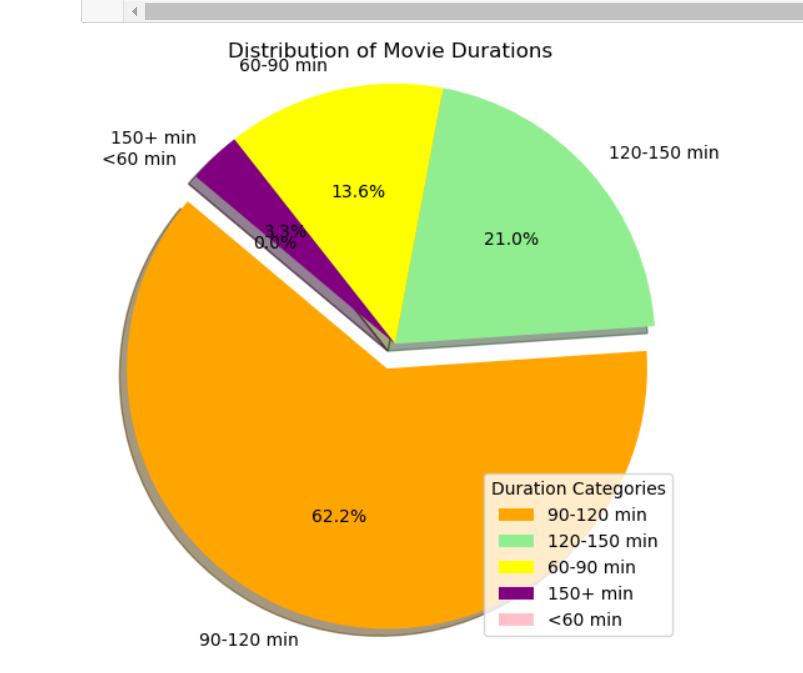 Distribution of Movie Durations
60-90 min
150+ min
<60 min
120-150 min
13.6%
3.3%
0.0%
21.0%
62.2%
90-120 min
Duration Categories
90-120 min
120-150 min
60-90 min
150+ min
<60 min